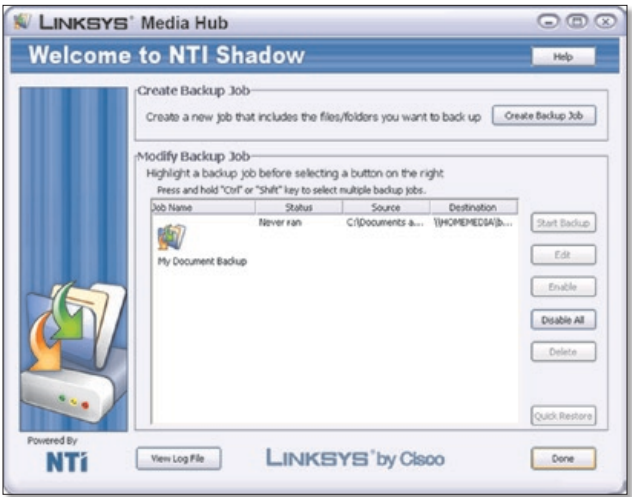 LINKSYS® Media Hub
Welcome to NTI Shadow
Help
Create Backup Job
Create a new job that includes the files/folders you want to back up
Create Backup Job
Modify Backup Job
Highlight a backup job before selecting a button on the right
Press and hold "Ctrl" or "Shift" key to select multiple backup jobs.
Job Name Status Source Destination
Never ran C:\Documents a... \\HOMEMEDIA\b...
My Document Backup
Start Backup
Edit
Enable
Disable All
Delete
Quick Restore
Powered By
NTI
View Log File
LINKSYS® by Cisco
Done